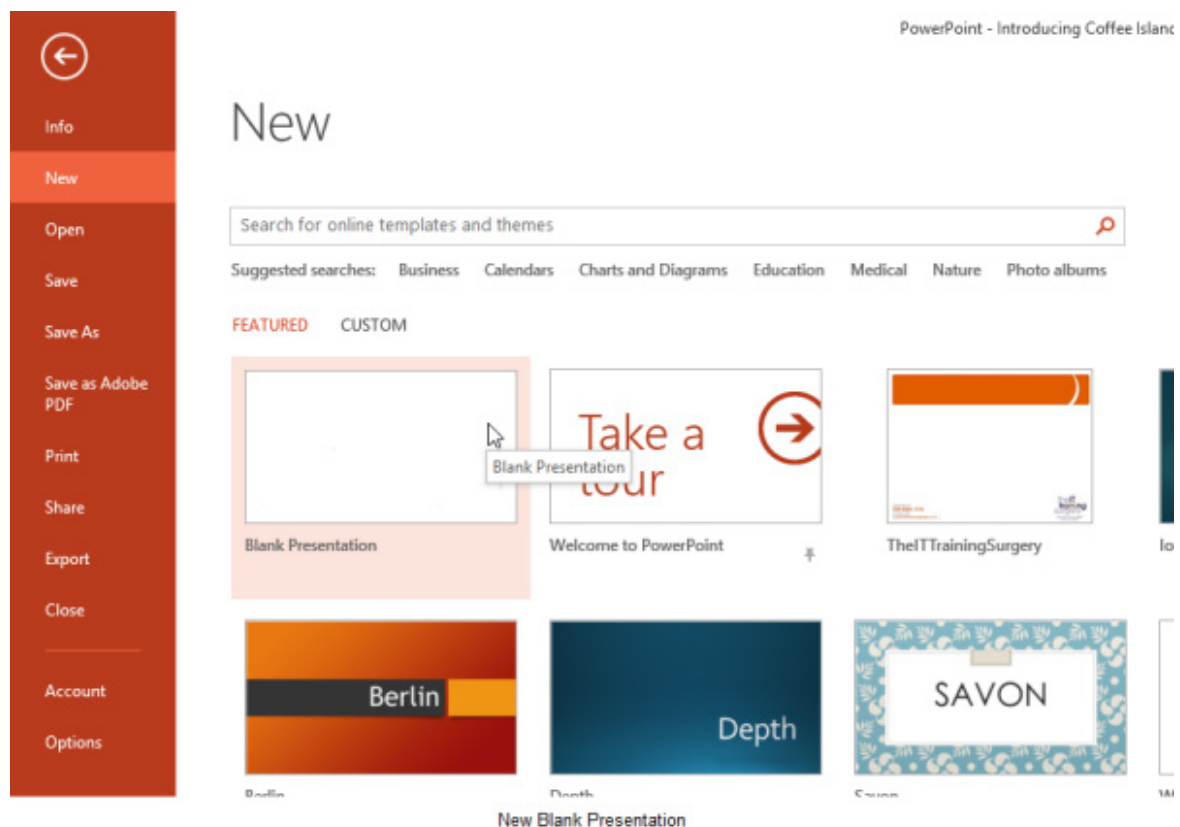 PowerPoint - Introducing Coffee Island
Info
New
Open
Save
Save As
Save as Adobe
PDF
Print
Share
Export
Close
Account
Options
New
Search for online templates and themes
Suggested searches: Business Calendars Charts and Diagrams Education Medical Nature Photo albums
FEATURED CUSTOM
Take a
tour
Blank Presentation
Blank Presentation
Welcome to PowerPoint
TheITTrainingSurgery
Berlin
Depth
SAVON
Berlin
Depth
Savon
New Blank Presentation